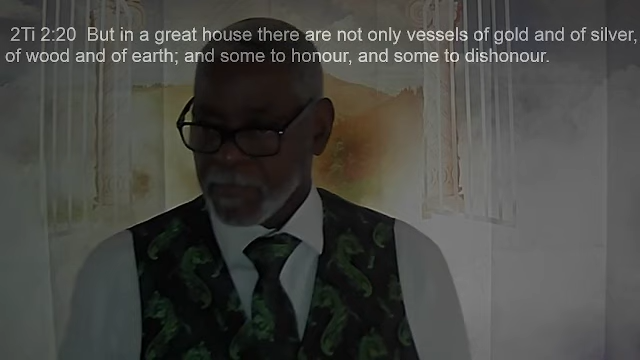 2Ti 2:20  But in a great house there are not only vessels of gold and of silver,
of wood and of earth; and some to honour, and some to dishonour.